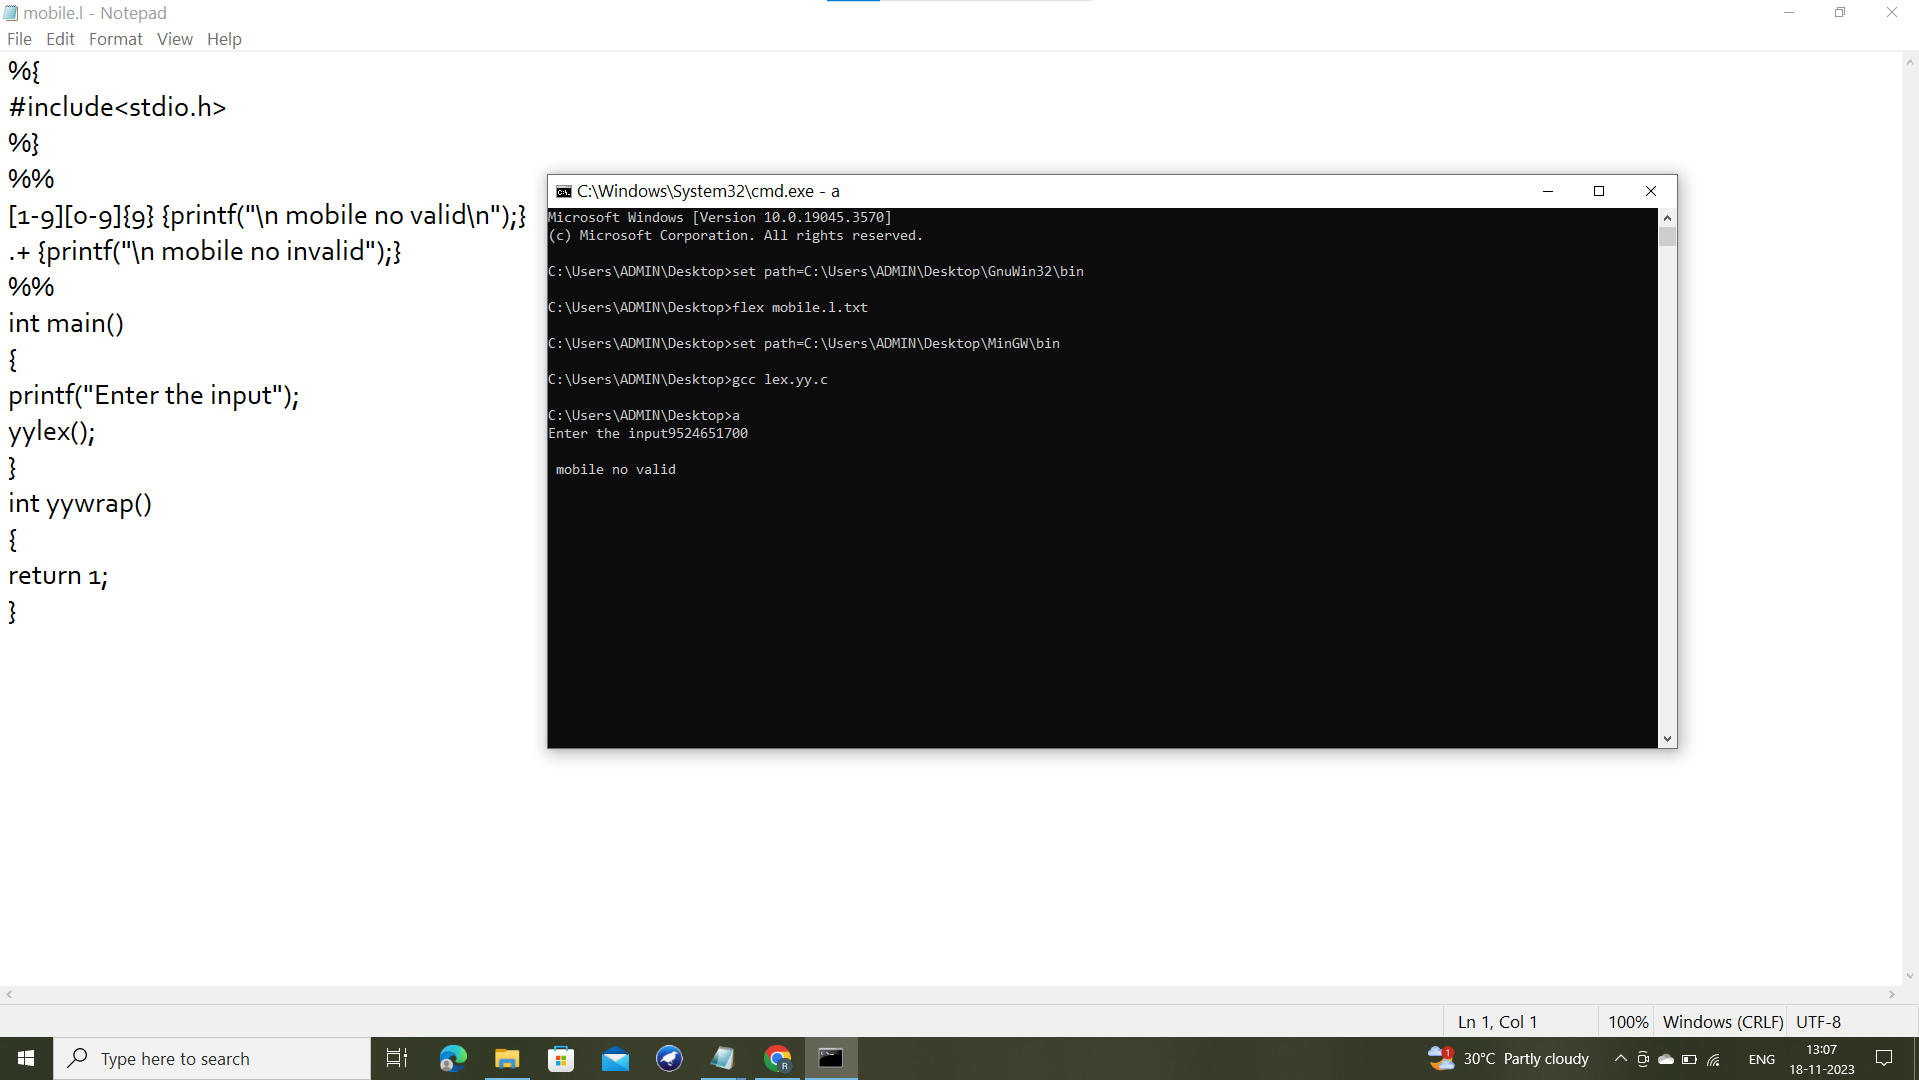 mobile.l - Notepad
File Edit Format View Help
%{
#include<stdio.h>
%}
%%
[1-9][0-9]{9} {printf("\n mobile no valid\n");}
.+ {printf("\n mobile no invalid");}
%%
int main()
{
printf("Enter the input");
yylex();
}
int yywrap()
{
return 1;
}
C:\Windows\System32\cmd.exe - a
Microsoft Windows [Version 10.0.19045.3570]
(c) Microsoft Corporation. All rights reserved.
C:\Users\ADMIN\Desktop>set path=C:\Users\ADMIN\Desktop\GnuWin32\bin
C:\Users\ADMIN\Desktop>flex mobile.l.txt
C:\Users\ADMIN\Desktop>set path=C:\Users\ADMIN\Desktop\MinGW\bin
C:\Users\ADMIN\Desktop>gcc lex.yy.c
C:\Users\ADMIN\Desktop>a
Enter the input9524651700
mobile no valid
Ln 1, Col 1 100% Windows (CRLF) UTF-8
Type here to search
R
1
30°C Partly cloudy
ENG
13:07
18-11-2023